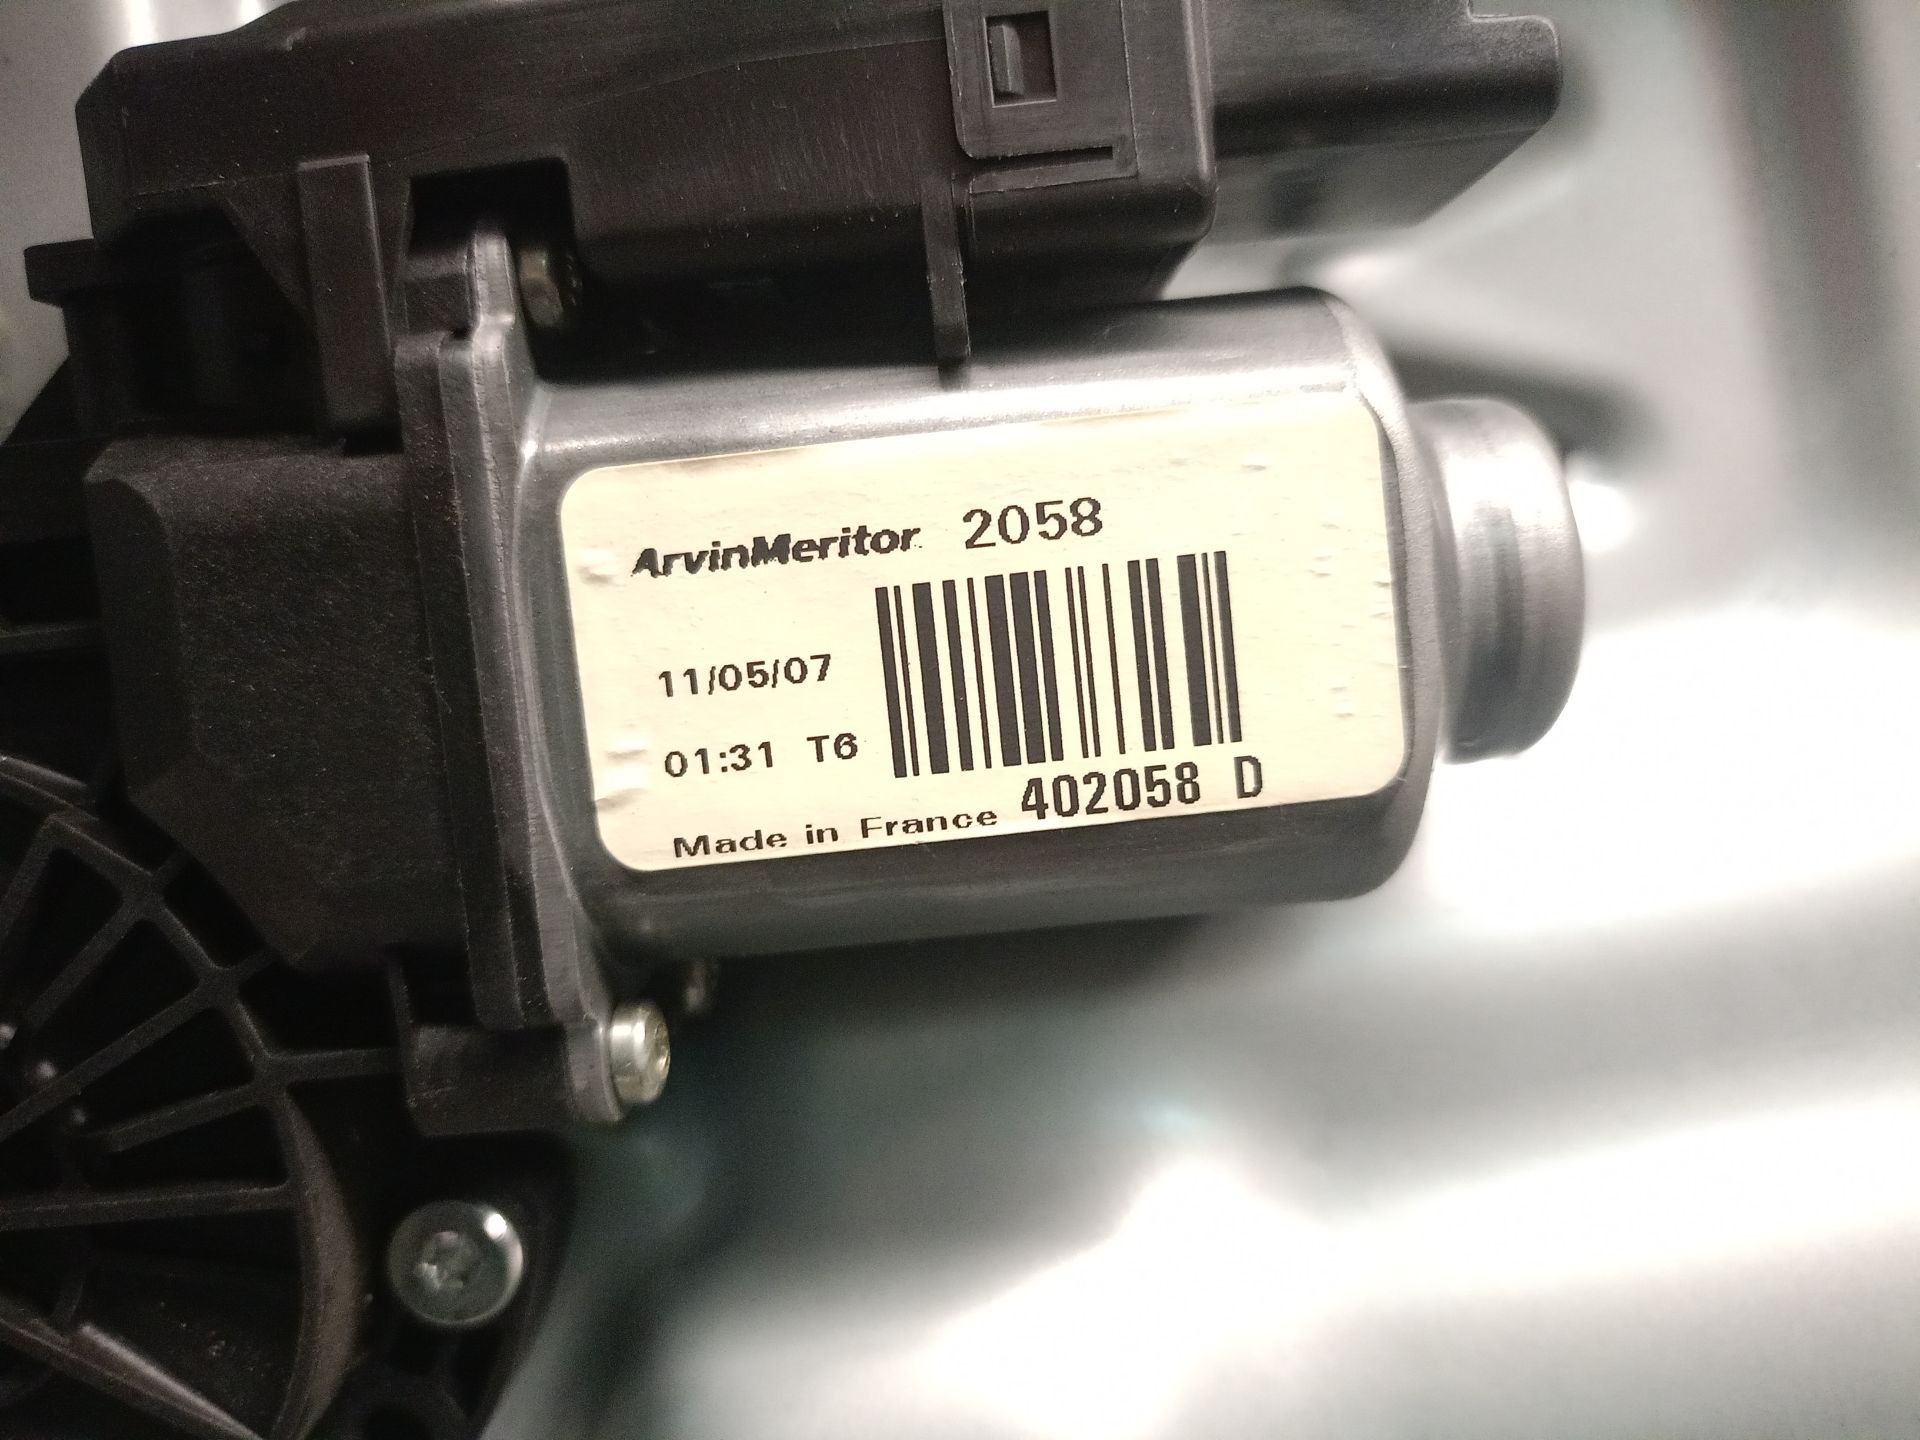 ArvinMeritor 2058
11/05/07
01:31 T6
402058 D
Made in France